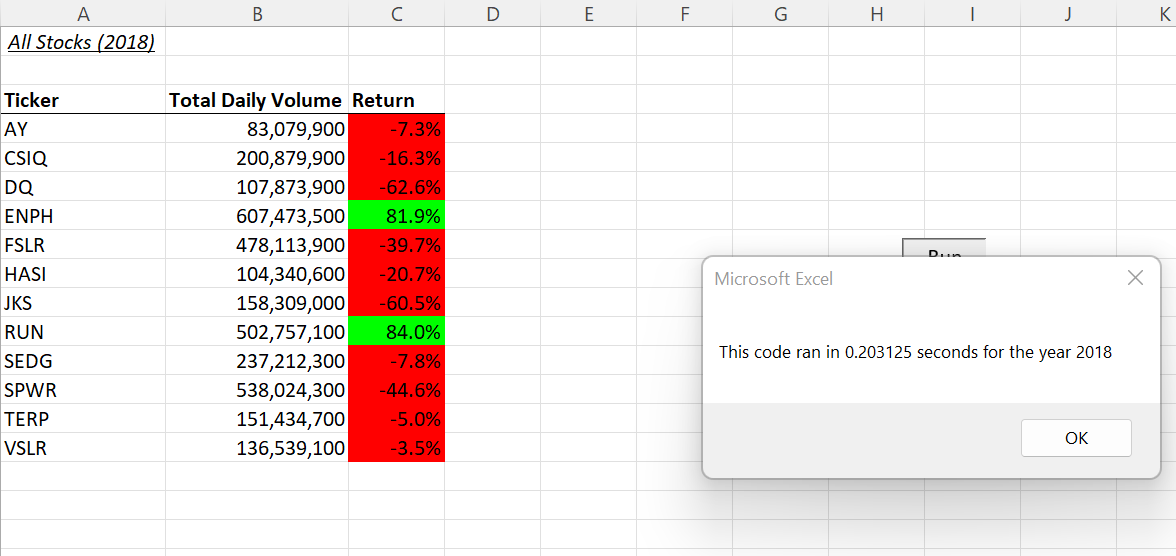 A B C D E F G H I J K
All Stocks (2018)
Ticker Total Daily Volume Return
AY 83,079,900 -7.3%
CSIQ 200,879,900 -16.3%
DQ 107,873,900 -62.6%
ENPH 607,473,500 81.9%
FSLR 478,113,900 -39.7%
HASI 104,340,600 -20.7%
JKS 158,309,000 -60.5%
RUN 502,757,100 84.0%
SEDG 237,212,300 -7.8%
SPWR 538,024,300 -44.6%
TERP 151,434,700 -5.0%
VSLR 136,539,100 -3.5%
Run
Microsoft Excel
This code ran in 0.203125 seconds for the year 2018
OK